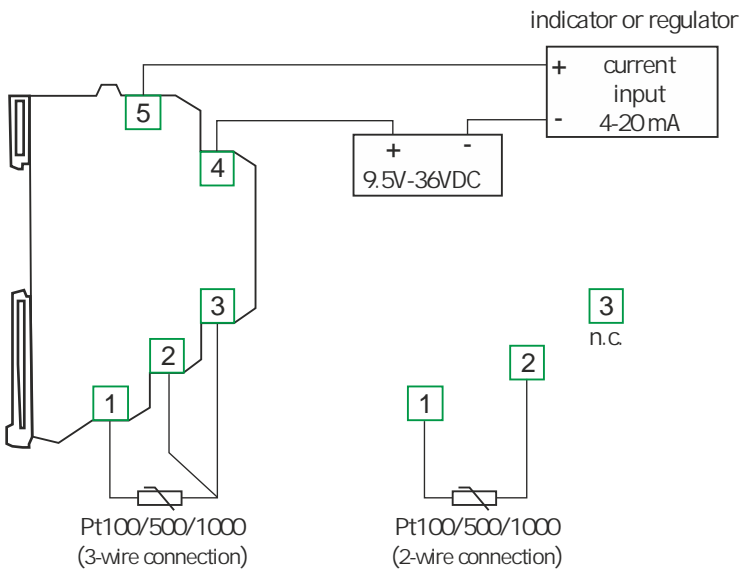 indicator or regulator
+ current
input
- 4-20 mA
5
4
+ -
9.5V-36VDC
3
2
1
3
n.c.
2
1
Pt100/500/1000
(3-wire connection)
Pt100/500/1000
(2-wire connection)